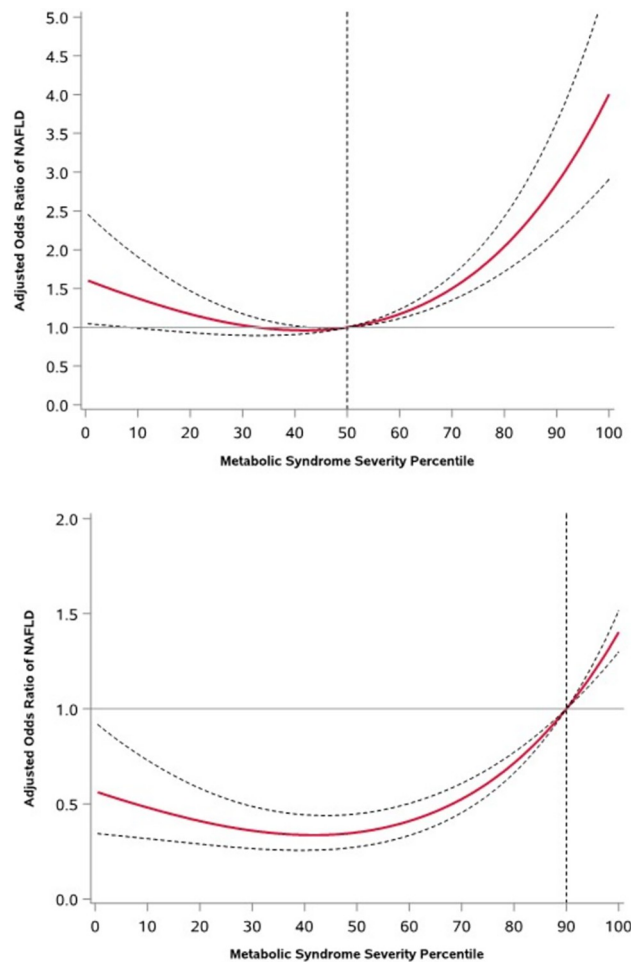 5.0
4.5
4.0
3.5
3.0
2.5
2.0
1.5
1.0
0.5
0.0
Adjusted Odds Ratio of NAFLD
0 10 20 30 40 50 60 70 80 90 100
Metabolic Syndrome Severity Percentile
2.0
1.5
1.0
0.5
0.0
Adjusted Odds Ratio of NAFLD
0 10 20 30 40 50 60 70 80 90 100
Metabolic Syndrome Severity Percentile